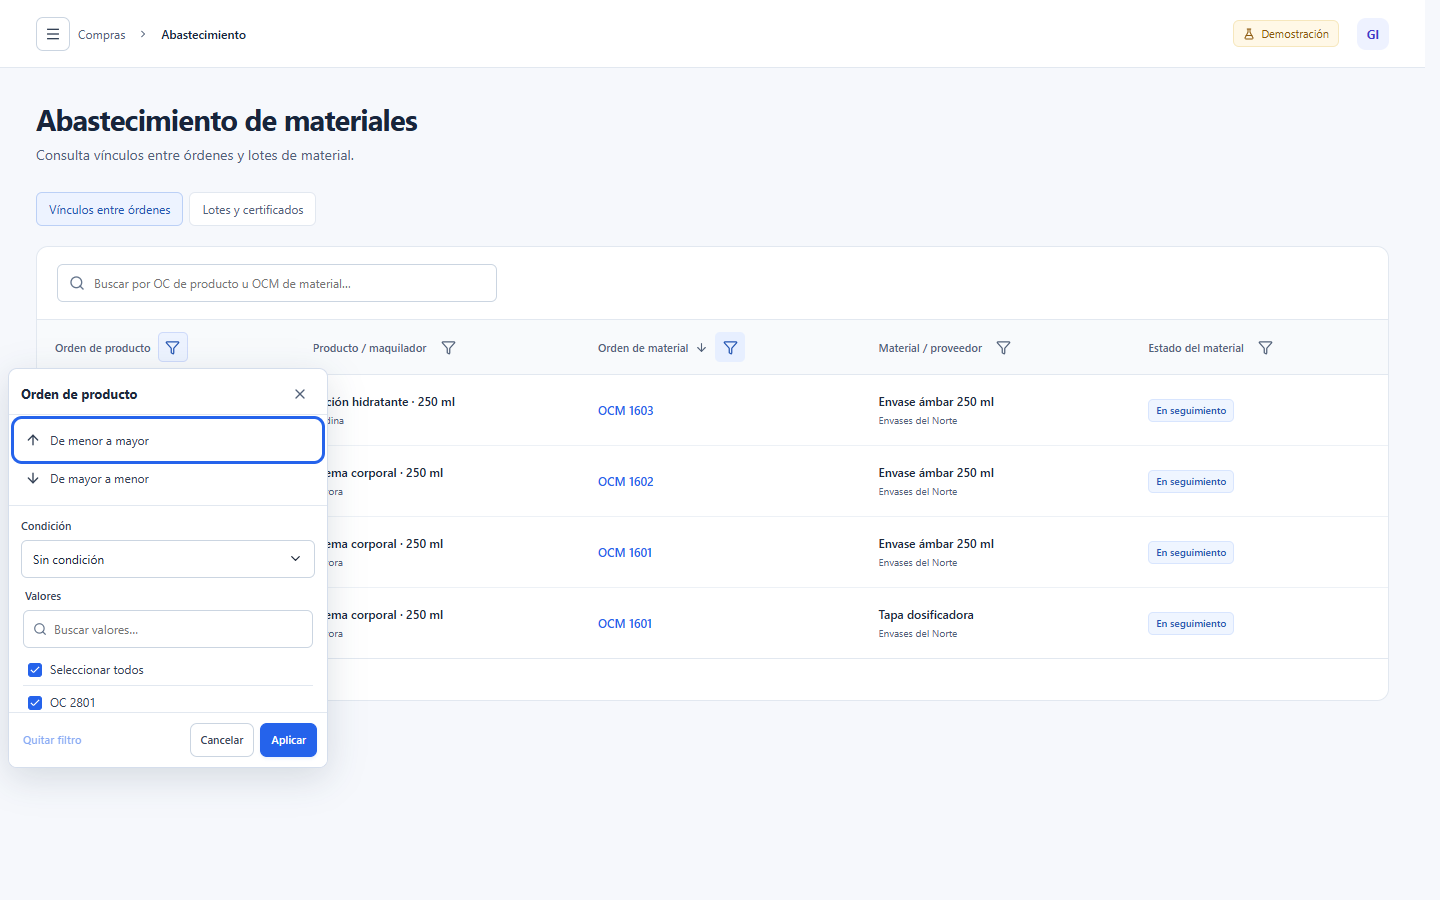 Compras
Abastecimiento
Demostración
GI
Abastecimiento de materiales
Consulta vínculos entre órdenes y lotes de material.
Vínculos entre órdenes
Lotes y certificados
Buscar por OC de producto u OCM de material...
Orden de producto
Producto / maquilador
Orden de material
Material / proveedor
Estado del material
Orden de producto
De menor a mayor
De mayor a menor
Condición
Sin condición
Valores
Buscar valores...
Seleccionar todos
OC 2801
Quitar filtro
Cancelar
Aplicar
hidratante · 250 ml
OCM 1603
Envase ámbar 250 ml
Envases del Norte
En seguimiento
corporal · 250 ml
OCM 1602
Envase ámbar 250 ml
Envases del Norte
En seguimiento
corporal · 250 ml
OCM 1601
Envase ámbar 250 ml
Envases del Norte
En seguimiento
corporal · 250 ml
OCM 1601
Tapa dosificadora
Envases del Norte
En seguimiento